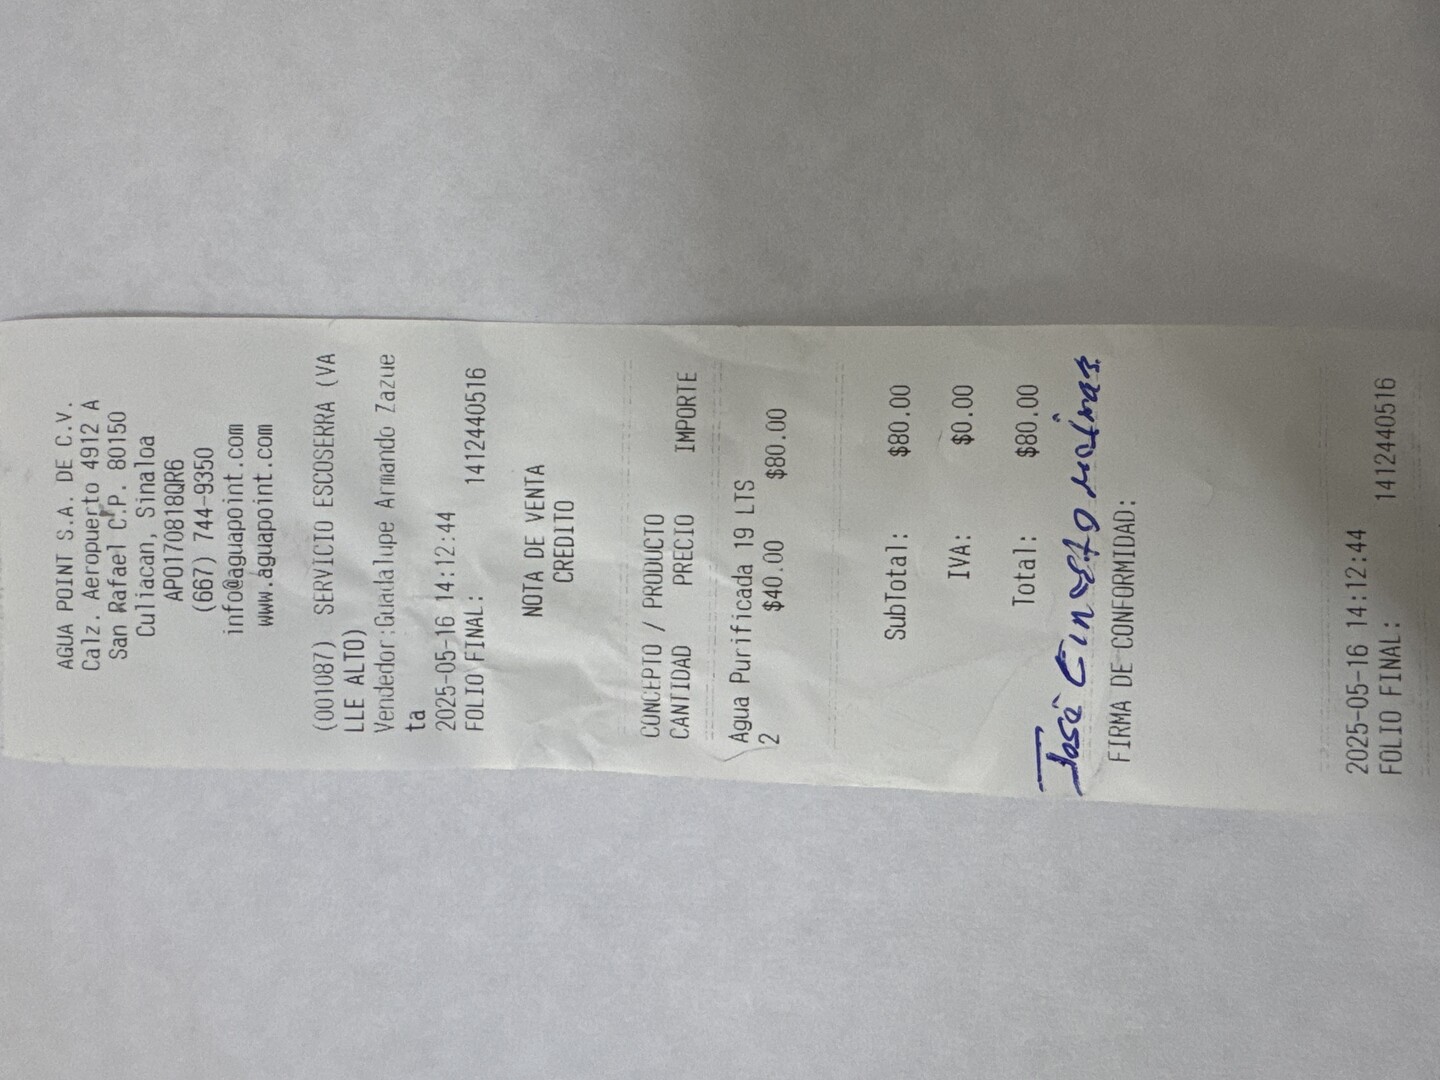 AGUA POINT S.A. DE C.V.
Calz. Aeropuerto 4912 A
San Rafael C.P. 80150
Culiacan, Sinaloa
APO170818QR6
(667) 744-9350
info@aguapoint.com
www.aguapoint.com
(001087) SERVICIO ESCOSERRA (VA
LLE ALTO)
Vendedor:Guadalupe Armando Zazue
ta
2025-05-16 14:12:44
FOLIO FINAL: 1412440516
NOTA DE VENTA
CREDITO
CONCEPTO / PRODUCTO
CANTIDAD PRECIO IMPORTE
Agua Purificada 19 LTS
2 $40.00 $80.00
SubTotal: $80.00
IVA: $0.00
Total: $80.00
José
FIRMA DE CONFORMIDAD:
2025-05-16 14:12:44
FOLIO FINAL: 1412440516